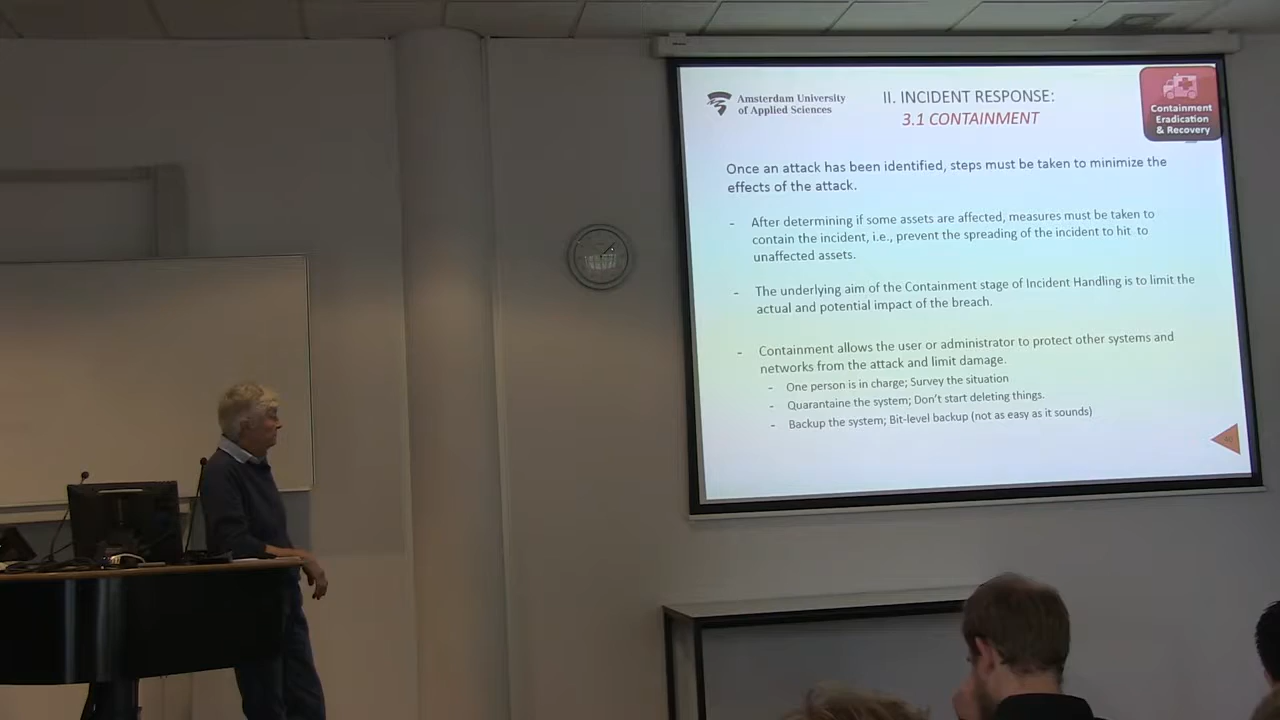 Amsterdam University
of Applied Sciences
II. INCIDENT RESPONSE:
3.1 CONTAINMENT
Containment
Eradication
& Recovery
Once an attack has been identified, steps must be taken to minimize the
effects of the attack.
- After determining if some assets are affected, measures must be taken to
contain the incident, i.e., prevent the spreading of the incident to hit to
unaffected assets.
- The underlying aim of the Containment stage of Incident Handling is to limit the
actual and potential impact of the breach.
- Containment allows the user or administrator to protect other systems and
networks from the attack and limit damage.
- One person is in charge; Survey the situation
- Quarantaine the system; Don't start deleting things.
- Backup the system; Bit-level backup (not as easy as it sounds)